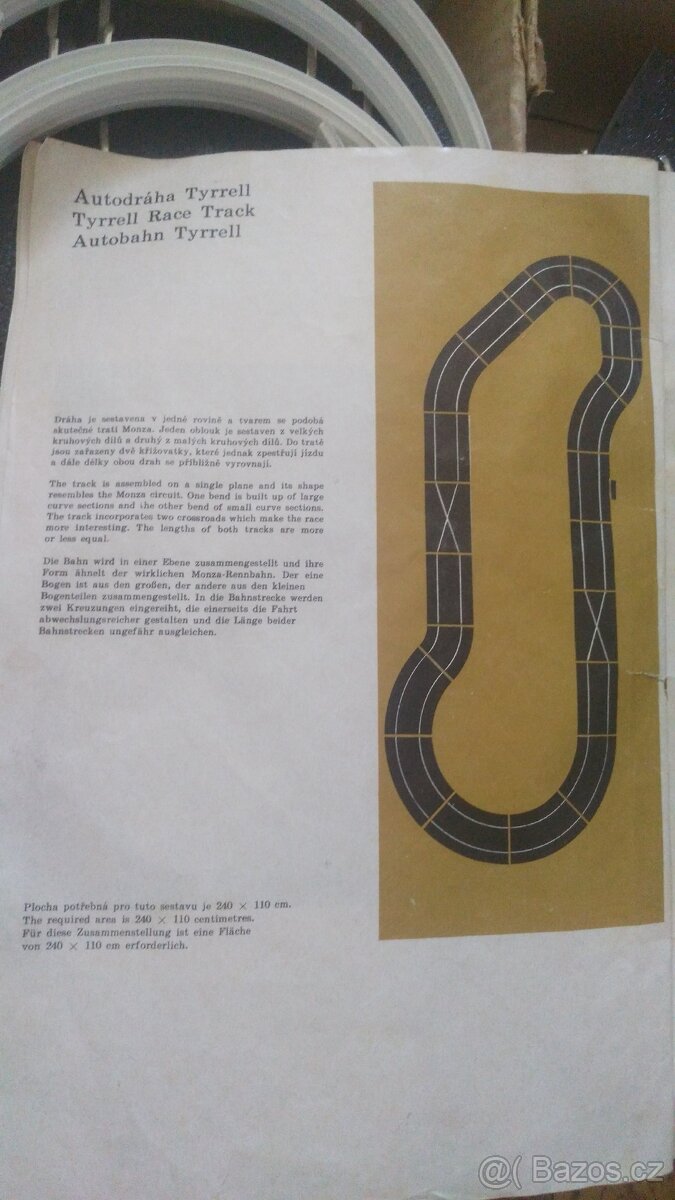 Autodráha Tyrrell
Tyrrell Race Track
Autobahn Tyrrell
Dráha je sestavena v jedné rovině a tvarem se podobá
skutečné trati Monza. Jeden oblouk je sestaven z velkých
kruhových dílů a druhý z malých kruhových dílů. Do tratě
jsou zařazeny dvě křižovatky, které jednak zpestřují jízdu
a dále délky obou drah se přibližně vyrovnají.
The track is assembled on a single plane and its shape
resembles the Monza circuit. One bend is built up of large
curve sections and the other bend of small curve sections.
The track incorporates two crossroads which make the race
more interesting. The lengths of both tracks are more
or less equal.
Die Bahn wird in einer Ebene zusammengestellt und ihre
Form ähnelt der wirklichen Monza-Rennbahn. Der eine
Bogen ist aus den großen, der andere aus den kleinen
Bogenteilen zusammengestellt. In die Bahnstrecke werden
zwei Kreuzungen eingereiht, die einerseits die Fahrt
abwechslungsreicher gestalten und die Länge beider
Bahnstrecken ungefähr ausgleichen.
Plocha potřebná pro tuto sestavu je 240 × 110 cm.
The required area is 240 × 110 centimetres.
Für diese Zusammenstellung ist eine Fläche
von 240 × 110 cm erforderlich.
@( Bazos.cz